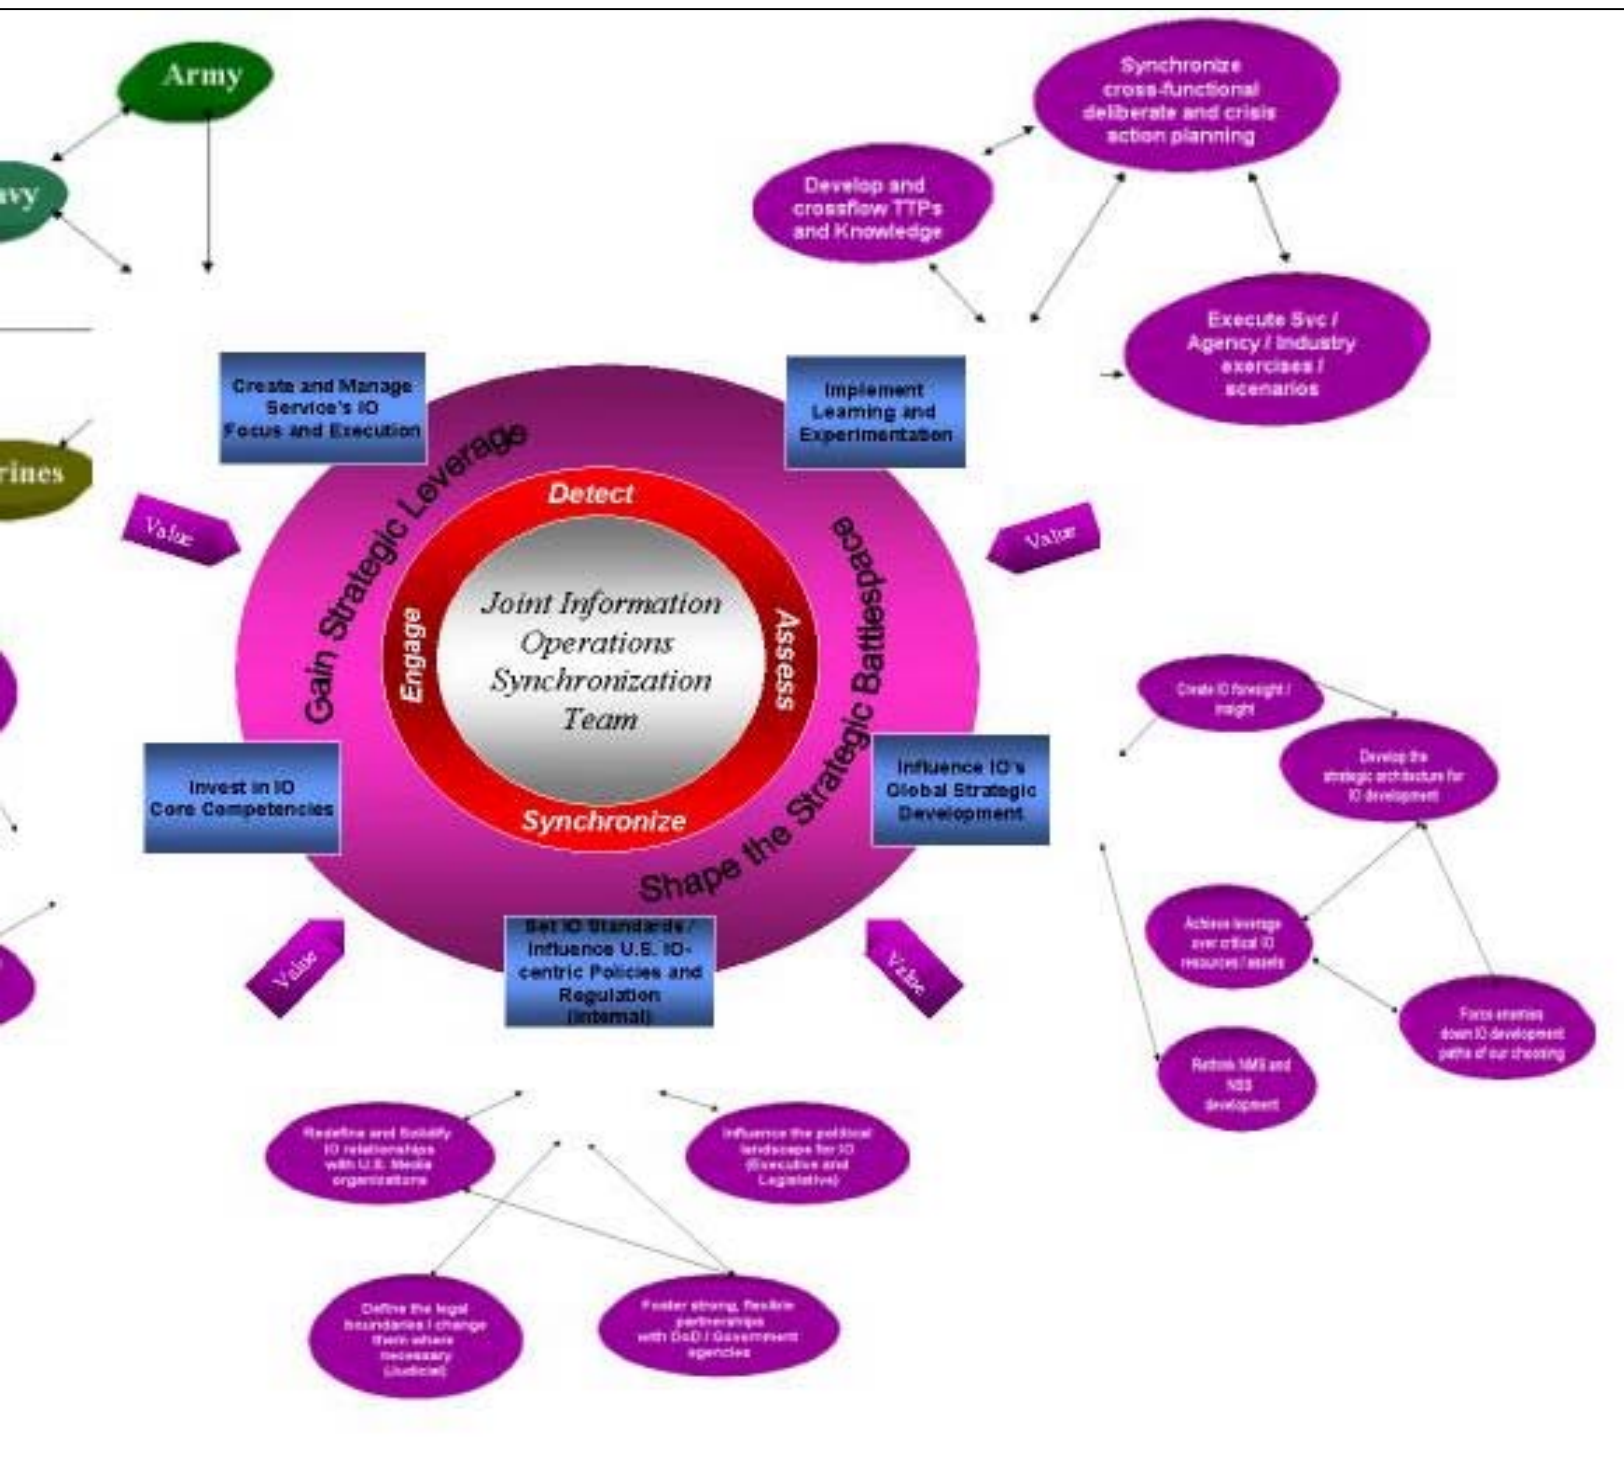 Army
avy
rines
Synchronize
cross-functional
deliberate and crisis
action planning
Develop and
crossflow TTPs
and Knowledge
Execute Svc /
Agency / Industry
exercises /
scenarios
Create and Manage
Service's IO
Focus and Execution
Implement
Learning and
Experimentation
Value
Value
Gain Strategic Leverage
Shape the Strategic Battlespace
Detect
Engage
Assess
Synchronize
Joint Information
Operations
Synchronization
Team
Invest in IO
Core Competencies
Influence IO's
Global Strategic
Development
Set IO Standards /
Influence U.S. IO-
centric Policies and
Regulation
(Internal)
Value
Value
Create IO foresight /
insight
Develop the
strategic architecture for
IO development
Achieve leverage
over critical IO
resources / assets
Force enemies
down IO development
paths of our choosing
Rethink NMS and
NSS
development
Redefine and Solidify
IO relationships
with U.S. Media
organizations
Influence the political
landscape for IO
(Executive and
Legislative)
Define the legal
boundaries / change
them where
necessary
(Judicial)
Foster strong, flexible
partnerships
with DoD / Government
agencies